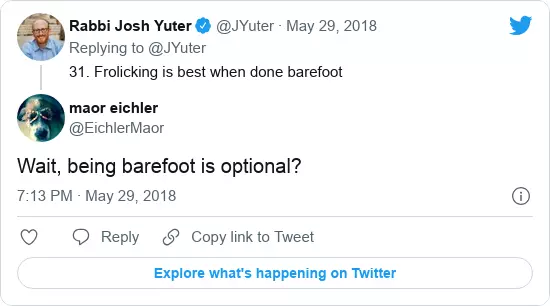 Rabbi Josh Yuter @JYuter · May 29, 2018
Replying to @JYuter
31. Frolicking is best when done barefoot
maor eichler
@EichlerMaor
Wait, being barefoot is optional?
7:13 PM · May 29, 2018
Reply Copy link to Tweet
Explore what's happening on Twitter